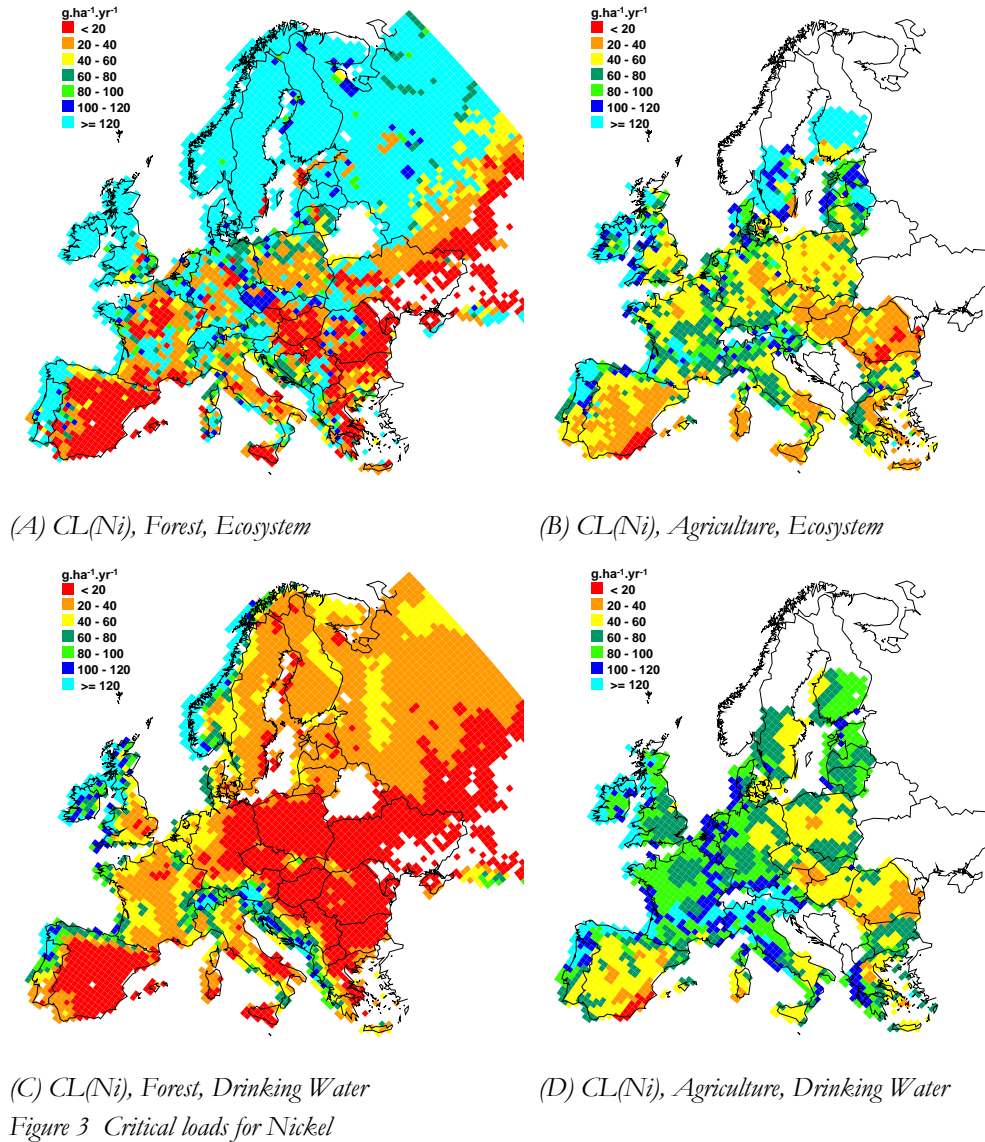 g.ha⁻¹.yr⁻¹
< 20
20 - 40
40 - 60
60 - 80
80 - 100
100 - 120
>= 120
g.ha⁻¹.yr⁻¹
< 20
20 - 40
40 - 60
60 - 80
80 - 100
100 - 120
>= 120
(A) CL(Ni), Forest, Ecosystem
(B) CL(Ni), Agriculture, Ecosystem
g.ha⁻¹.yr⁻¹
< 20
20 - 40
40 - 60
60 - 80
80 - 100
100 - 120
>= 120
g.ha⁻¹.yr⁻¹
< 20
20 - 40
40 - 60
60 - 80
80 - 100
100 - 120
>= 120
(C) CL(Ni), Forest, Drinking Water
(D) CL(Ni), Agriculture, Drinking Water
Figure 3 Critical loads for Nickel